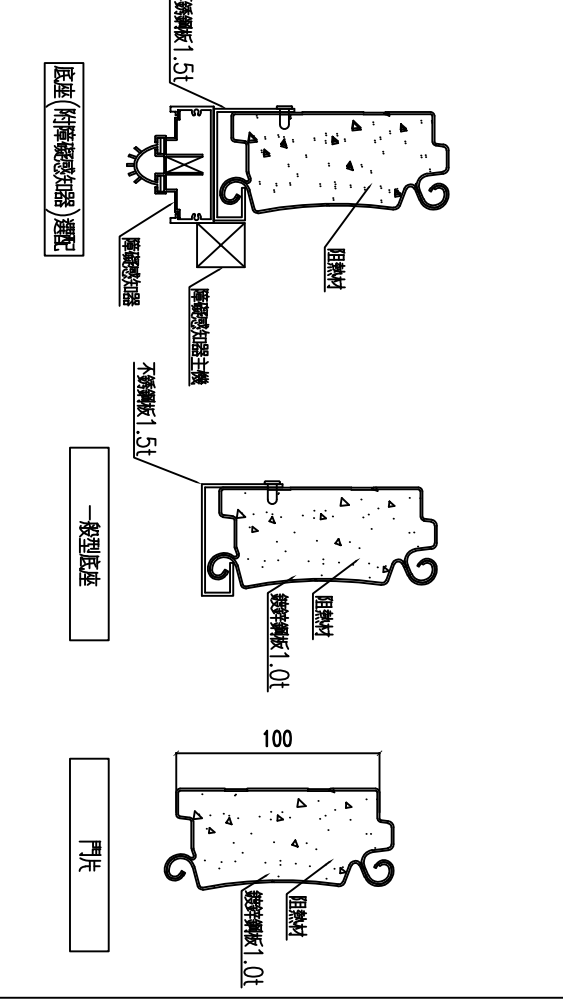 銹鋼板1.5t
底座(附障礙感知器)選配
障礙感知器
障礙感知器主機
阻熱材
不銹鋼板1.5t
一般型底座
鍍鋅鋼板1.0t
阻熱材
100
門片
鍍鋅鋼板1.0t
阻熱材